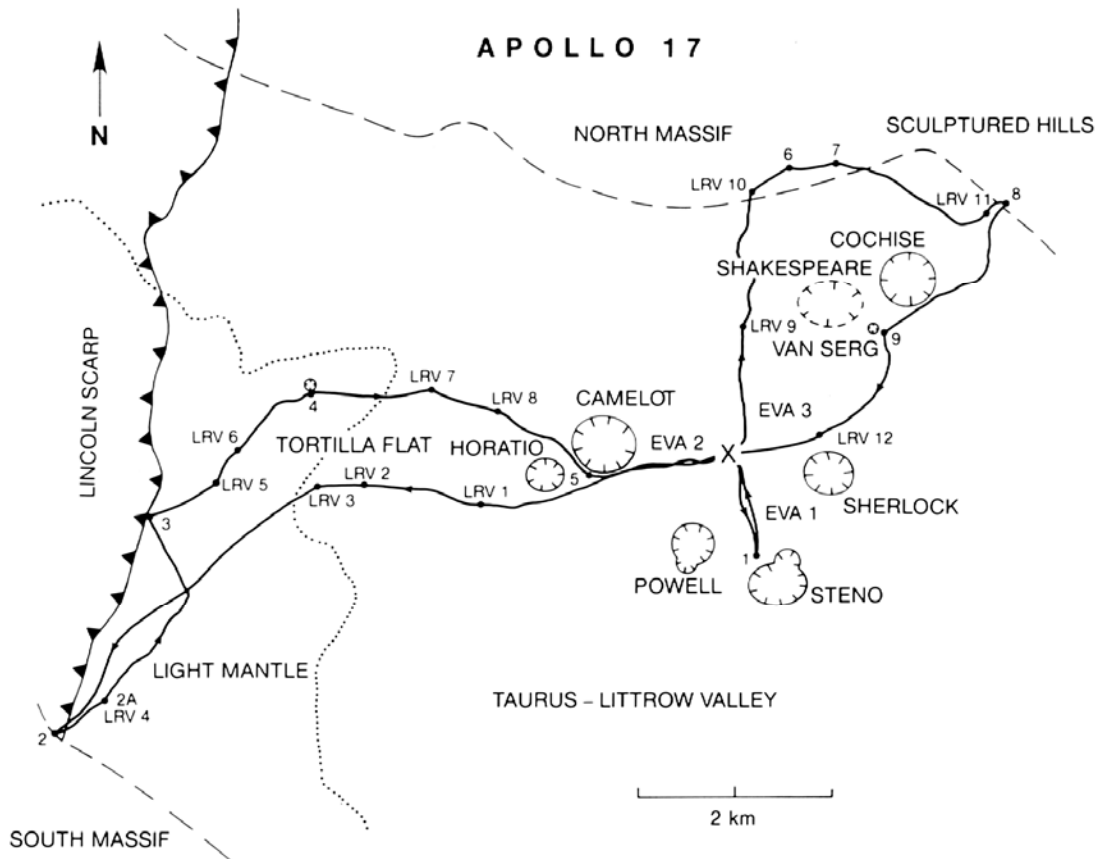 APOLLO 17
N
NORTH MASSIF
SCULPTURED HILLS
6
7
LRV 10
LRV 11
8
COCHISE
SHAKESPEARE
LRV 9
9
VAN SERG
LINCOLN SCARP
4
LRV 7
LRV 8
CAMELOT
EVA 3
LRV 12
LRV 6
TORTILLA FLAT
HORATIO
EVA 2
X
LRV 5
LRV 3
LRV 2
LRV 1
5
SHERLOCK
3
EVA 1
1
POWELL
STENO
LIGHT MANTLE
2A
LRV 4
TAURUS – LITTROW VALLEY
2
2 km
SOUTH MASSIF